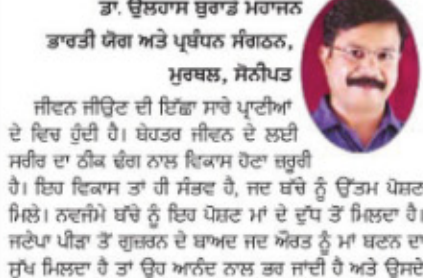 ਡਾ. ਉਲਹਾਸ ਬੁਰਾਡੇ ਮਹਾਜਨ
ਭਾਰਤੀ ਯੋਗ ਅਤੇ ਪ੍ਰਬੰਧਨ ਸੰਗਠਨ,
ਮੁਰਥਲ, ਸੋਨੀਪਤ
ਜੀਵਨ ਜੀਉਣ ਦੀ ਇੱਛਾ ਸਾਰੇ ਪ੍ਰਾਣੀਆਂ
ਦੇ ਵਿਚ ਹੁੰਦੀ ਹੈ। ਬੇਹਤਰ ਜੀਵਨ ਦੇ ਲਈ
ਸਰੀਰ ਦਾ ਠੀਕ ਢੰਗ ਨਾਲ ਵਿਕਾਸ ਹੋਣਾ ਜ਼ਰੂਰੀ
ਹੈ। ਇਹ ਵਿਕਾਸ ਤਾਂ ਹੀ ਸੰਭਵ ਹੈ, ਜਦ ਬੱਚੇ ਨੂੰ ਉੱਤਮ ਪੋਸ਼ਣ
ਮਿਲੇ। ਨਵਜੰਮੇ ਬੱਚੇ ਨੂੰ ਇਹ ਪੋਸ਼ਣ ਮਾਂ ਦੇ ਦੁੱਧ ਤੋਂ ਮਿਲਦਾ ਹੈ।
ਜਣੇਪਾ ਪੀੜਾ ਤੋਂ ਗੁਜ਼ਰਨ ਦੇ ਬਾਅਦ ਜਦ ਔਰਤ ਨੂੰ ਮਾਂ ਬਣਨ ਦਾ
ਸੁੱਖ ਮਿਲਦਾ ਹੈ ਤਾਂ ਉਹ ਆਨੰਦ ਨਾਲ ਭਰ ਜਾਂਦੀ ਹੈ ਅਤੇ ਉਸਦੇ